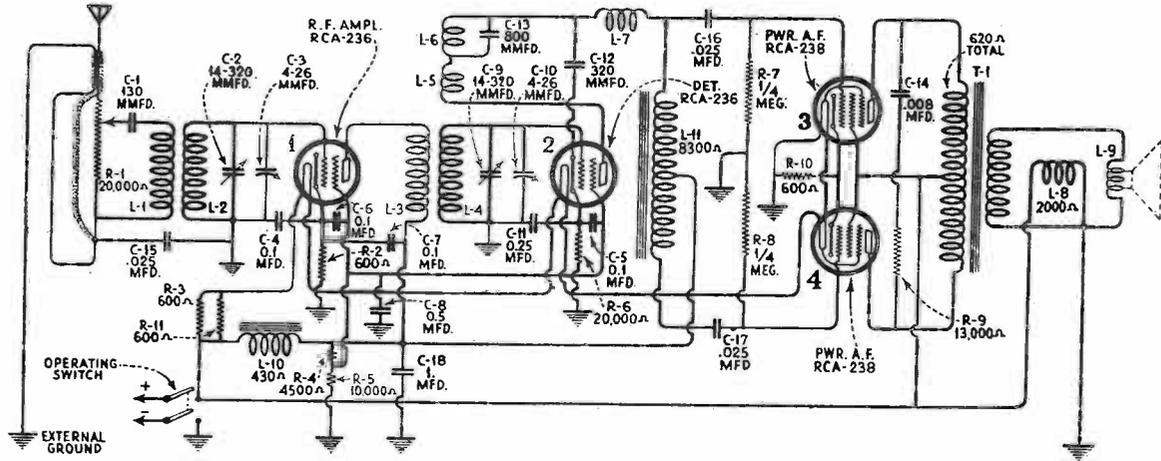 R.F. AMPL.
RCA-236
C-1
130
MMFD.
C-2
14-320
MMFD.
C-3
4-26
MMFD.
L-6
C-13
800
MMFD.
L-5
C-9
14-320
MMFD.
C-10
4-26
MMFD.
C-12
320
MMFD.
L-7
C-16
.025
MMFD.
DET.
RCA-236
R-7
1/4
MEG.
PWR. A.F.
RCA-238
C-14
.008
MFD.
620Ω
TOTAL
T-1
R-1
20,000Ω
L-1
L-2
1
C-6
0.1
MFD
L-3
L-4
2
L-11
8300Ω
3
R-10
600Ω
L-8
2000Ω
L-9
C-15
.025
MFD.
C-4
0.1
MFD.
R-2
600Ω
C-7
0.1
MFD.
C-11
0.25
MFD.
C-5
0.1
MFD.
R-8
1/4
MEG.
4
R-3
600Ω
R-11
600Ω
C-8
0.5
MFD.
R-6
20,000Ω
R-9
13,000Ω
L-10
430Ω
R-4
4500Ω
R-5
10,000Ω
C-18
1.
MFD.
C-17
.025
MFD.
PWR. A.F.
RCA-238
OPERATING
SWITCH
+
-
EXTERNAL
GROUND